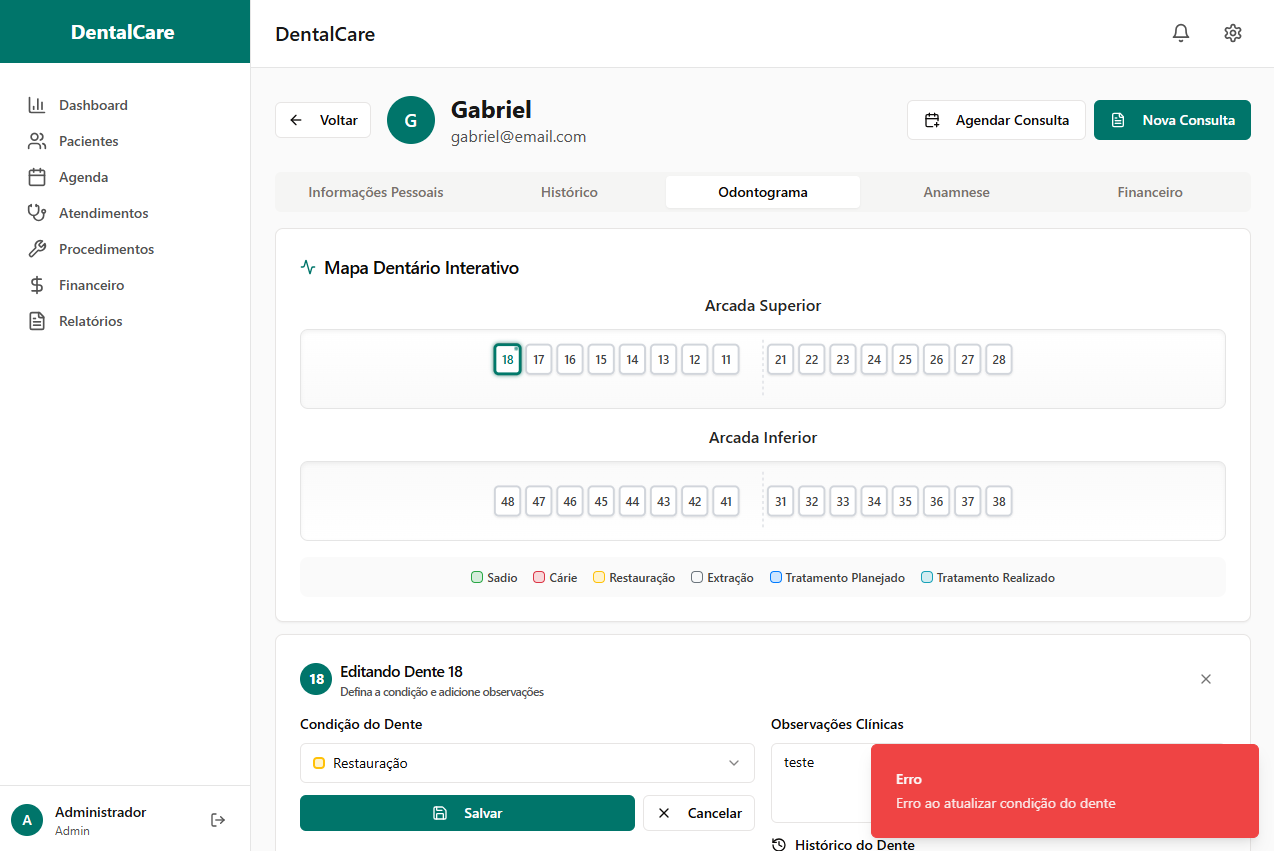 DentalCare
DentalCare
Dashboard
Pacientes
Agenda
Atendimentos
Procedimentos
Financeiro
Relatórios
Voltar
G
Gabriel
gabriel@email.com
Agendar Consulta
Nova Consulta
Informações Pessoais Histórico Odontograma Anamnese Financeiro
Mapa Dentário Interativo
Arcada Superior
18 17 16 15 14 13 12 11 21 22 23 24 25 26 27 28
Arcada Inferior
48 47 46 45 44 43 42 41 31 32 33 34 35 36 37 38
Sadio Cárie Restauração Extração Tratamento Planejado Tratamento Realizado
18
Editando Dente 18
Defina a condição e adicione observações
Condição do Dente
Restauração
Salvar
Cancelar
Observações Clínicas
teste
Histórico do Dente
Erro
Erro ao atualizar condição do dente
A
Administrador
Admin